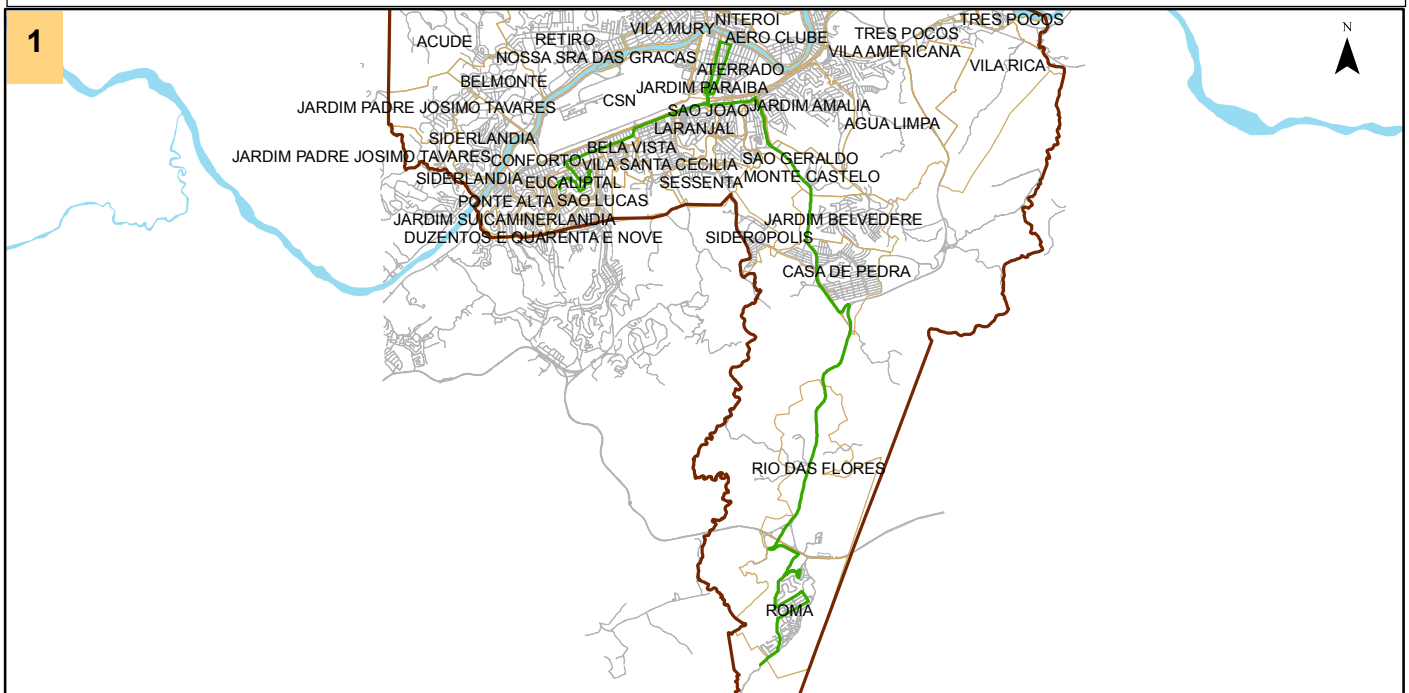 1
N
NITEROI
TRES POCOS
VILA MURY
AERO CLUBE
TRES POCOS
ACUDE
RETIRO
VILA AMERICANA
NOSSA SRA DAS GRACAS
VILA RICA
ATERRADO
BELMONTE
JARDIM PARAIBA
CSN
JARDIM PADRE JOSIMO TAVARES
SAO JOAO
JARDIM AMALIA
LARANJAL
AGUA LIMPA
SIDERLANDIA
BELA VISTA
JARDIM PADRE JOSIMO TAVARES
CONFORTO
VILA SANTA CECILIA
SAO GERALDO
SIDERLANDIA
EUCALIPTAL
SESSENTA
MONTE CASTELO
PONTE ALTA
SAO LUCAS
JARDIM SUICA
MINERLANDIA
JARDIM BELVEDERE
DUZENTOS E QUARENTA E NOVE
SIDEROPOLIS
CASA DE PEDRA
RIO DAS FLORES
ROMA